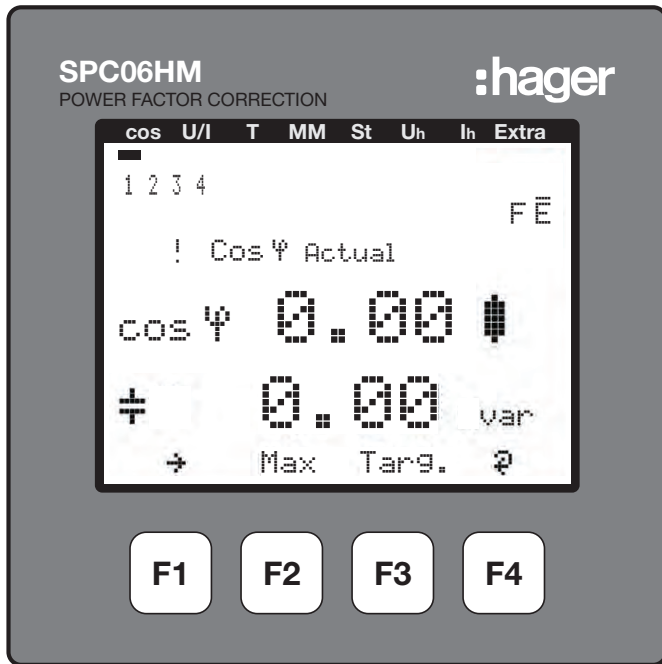 SPC06HM :hager
POWER FACTOR CORRECTION
cos U/I T MM St Uh Ih Extra
1 2 3 4
F Ē
! Cos φ Actual
cos φ 0.00
0.00 var
→ Max Targ.
F1 F2 F3 F4